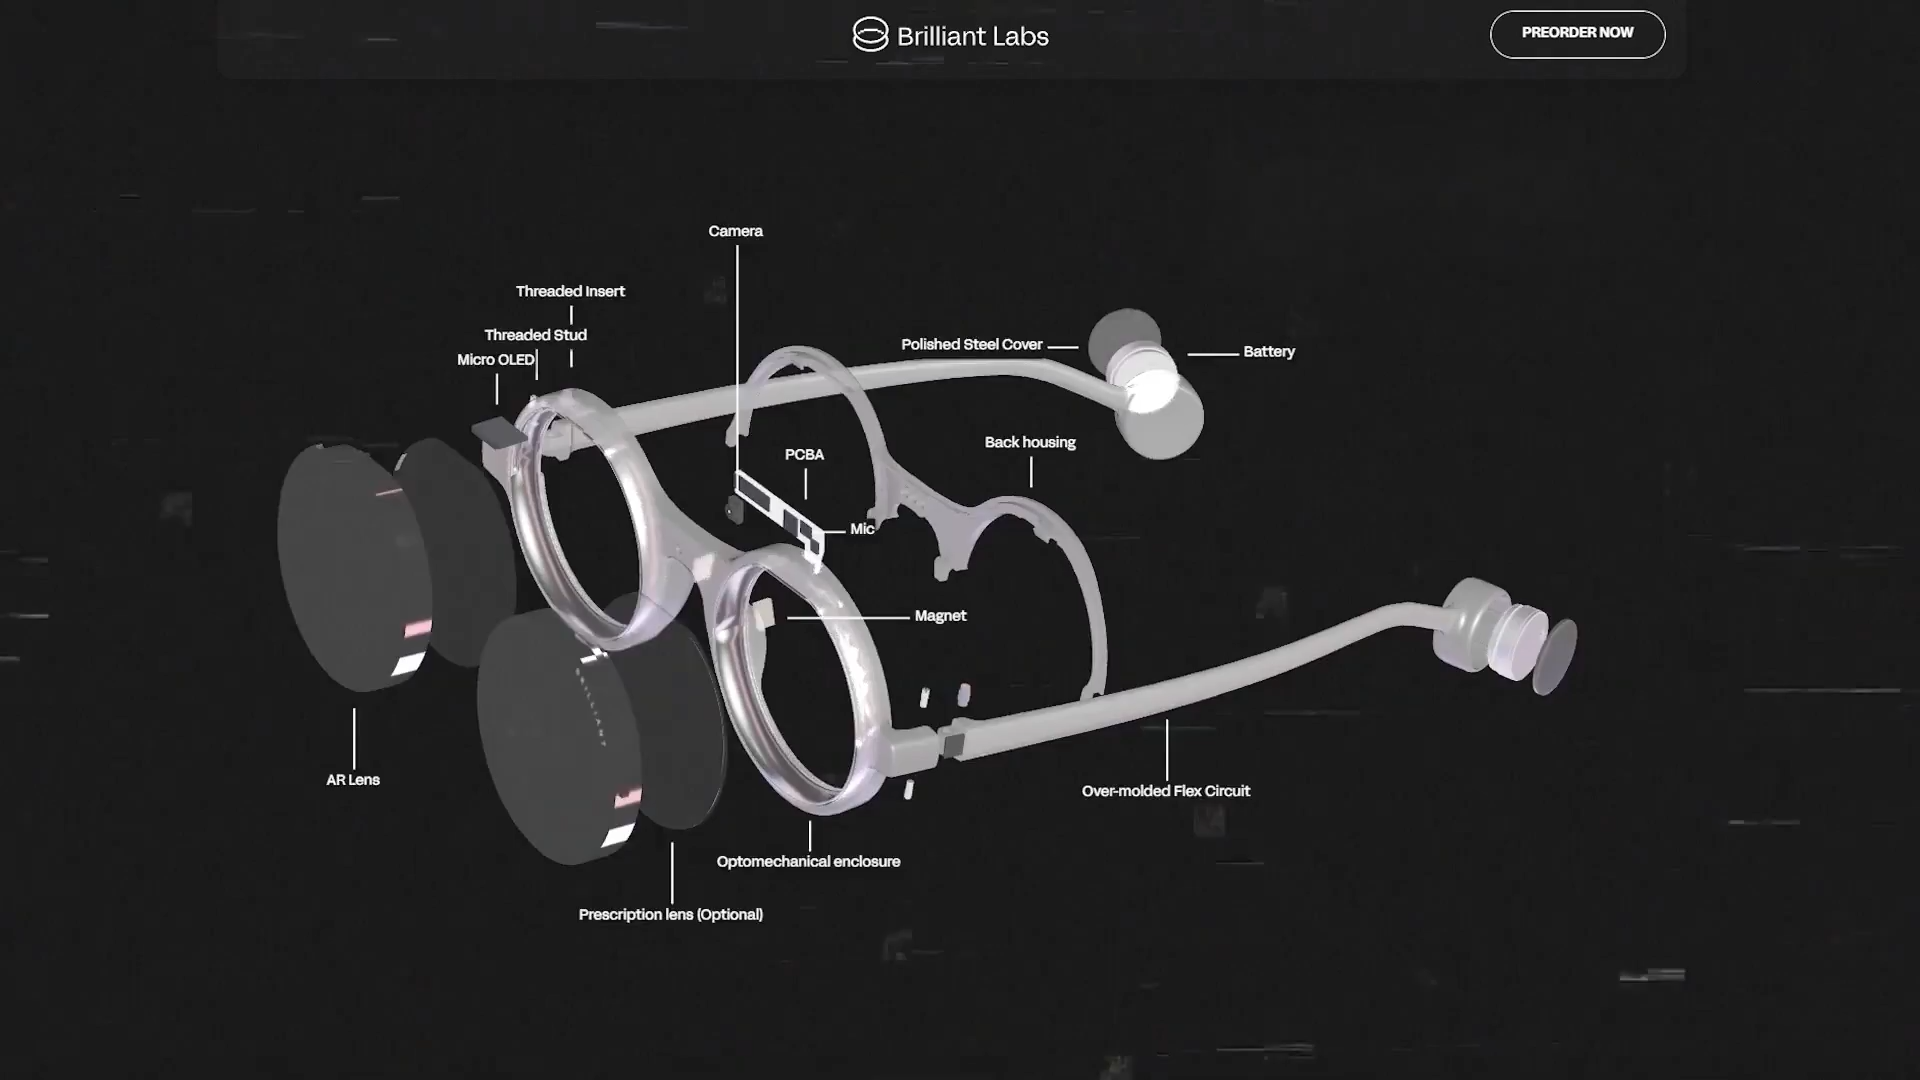 Brilliant Labs
PREORDER NOW
Camera
Threaded Insert
Threaded Stud
Micro OLED
Polished Steel Cover
Battery
Back housing
PCBA
Mic
Magnet
BRILLIANT
AR Lens
Over-molded Flex Circuit
Optomechanical enclosure
Prescription lens (Optional)